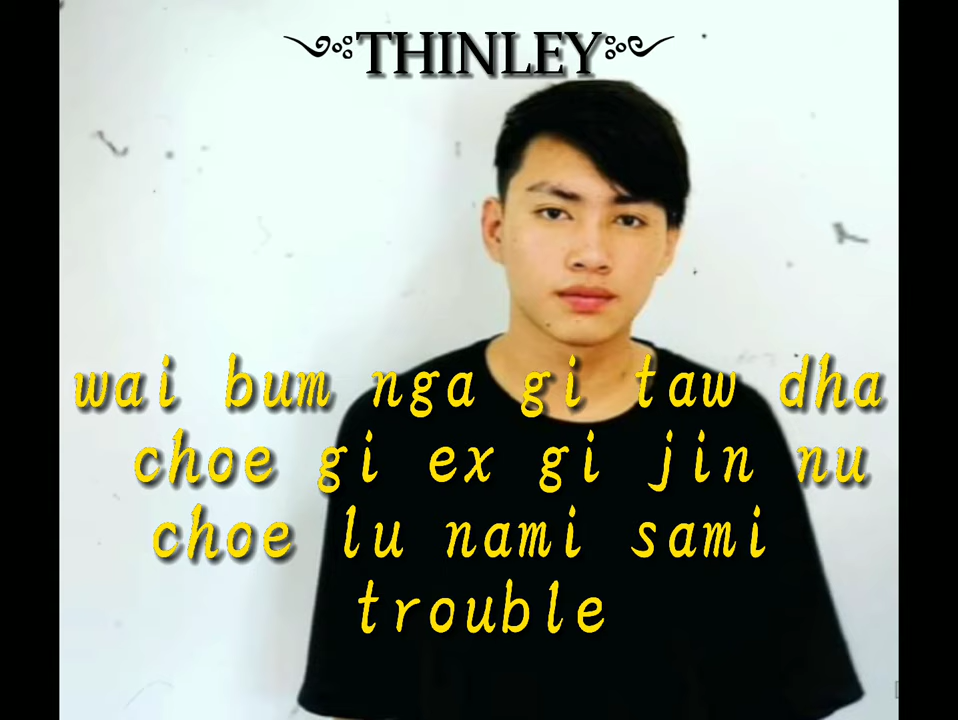 THINLEY
wai bum nga gi taw dha
choe gi ex gi jin nu
choe lu nami sami
trouble